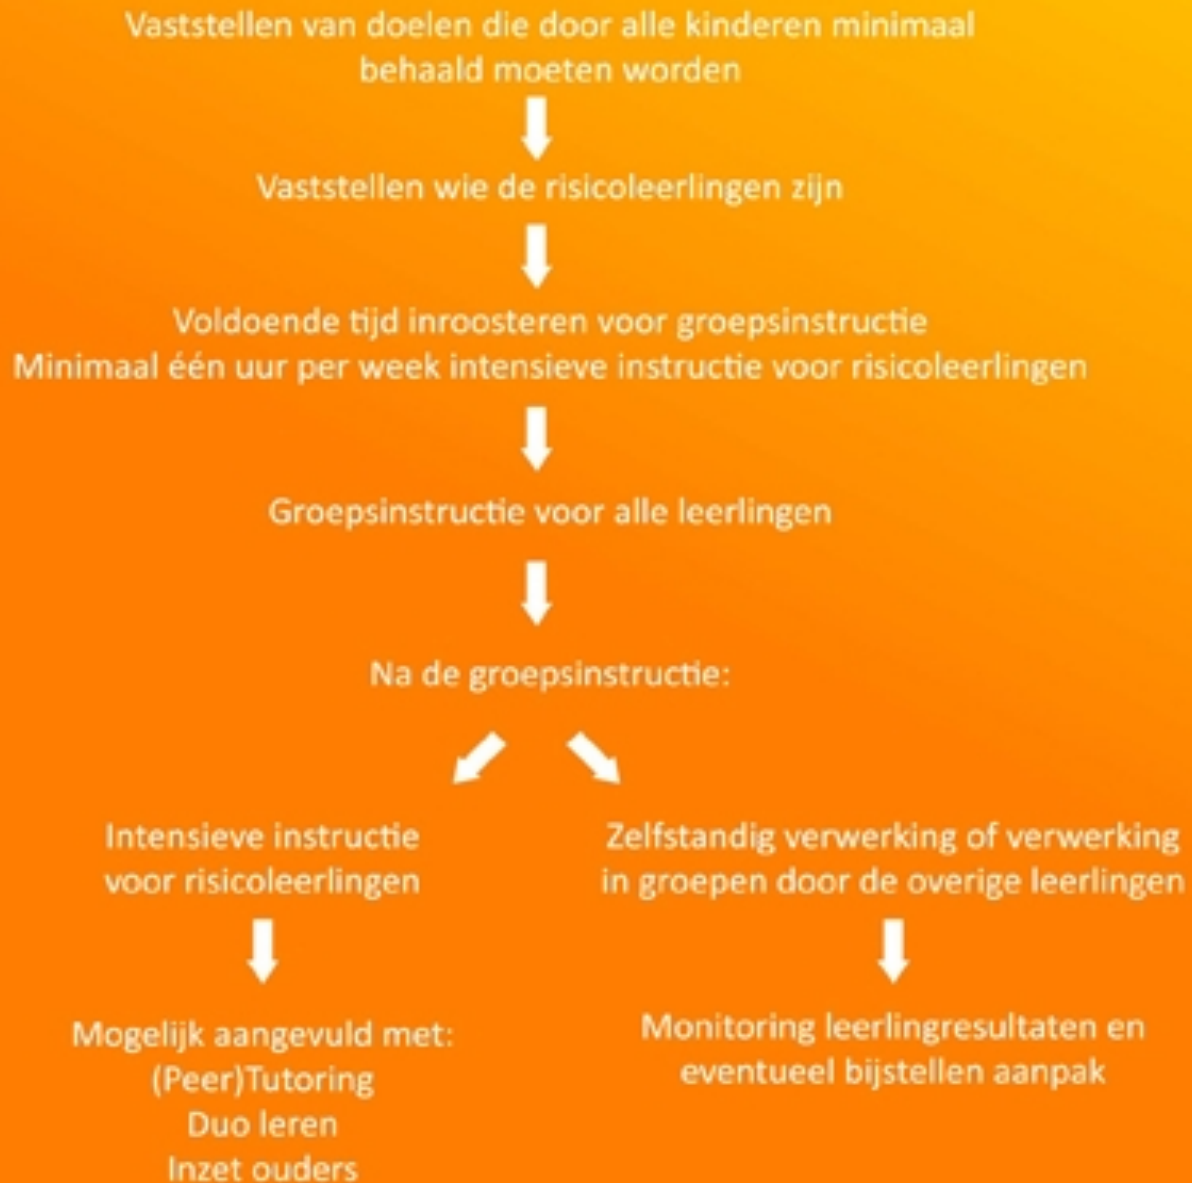 Vaststellen van doelen die door alle kinderen minimaal
behaald moeten worden
Vaststellen wie de risicoleerlingen zijn
Voldoende tijd inroosteren voor groepsinstructie
Minimaal één uur per week intensieve instructie voor risicoleerlingen
Groepsinstructie voor alle leerlingen
Na de groepsinstructie:
Intensieve instructie
voor risicoleerlingen
Zelfstandig verwerking of verwerking
in groepen door de overige leerlingen
Mogelijk aangevuld met:
(Peer)Tutoring
Duo leren
Inzet ouders
Monitoring leerlingresultaten en
eventueel bijstellen aanpak